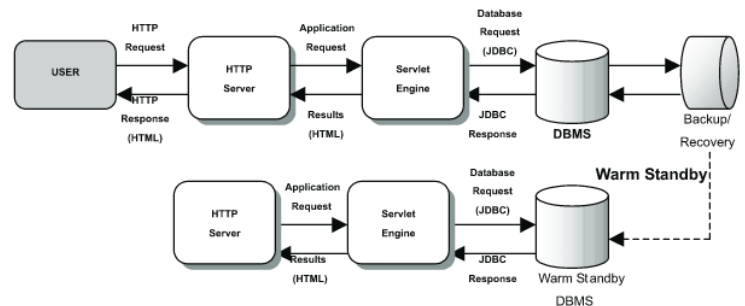 USER
HTTP
Request
HTTP
Response
(HTML)
HTTP
Server
Application
Request
Results
(HTML)
Servlet
Engine
Database
Request
(JDBC)
JDBC
Response
DBMS
Backup/
Recovery
Warm Standby
HTTP
Server
Application
Request
Results
(HTML)
Servlet
Engine
Database
Request
(JDBC)
JDBC
Response
Warm Standby
DBMS